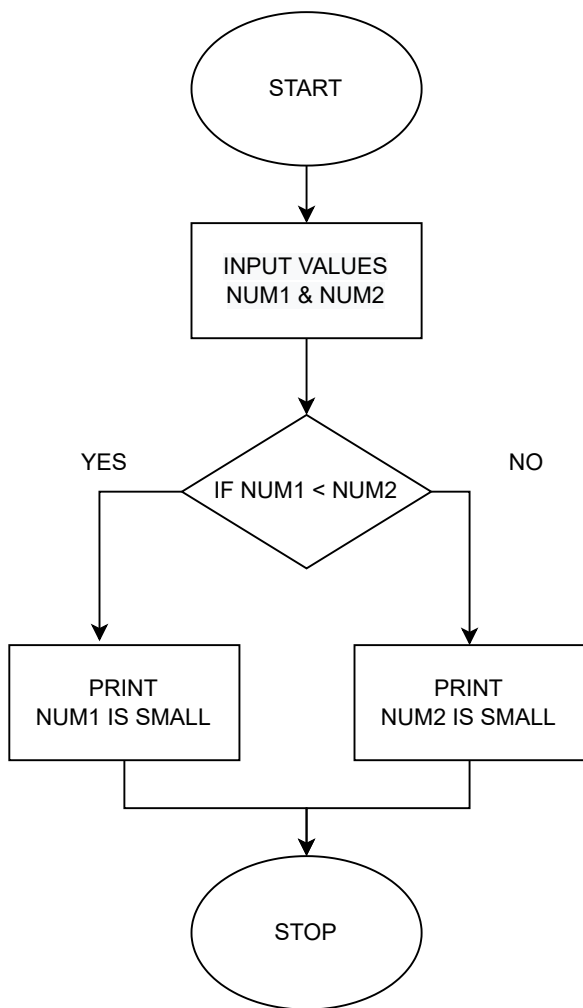 START
INPUT VALUES
NUM1 & NUM2
YES
NO
IF NUM1 < NUM2
PRINT
NUM1 IS SMALL
PRINT
NUM2 IS SMALL
STOP